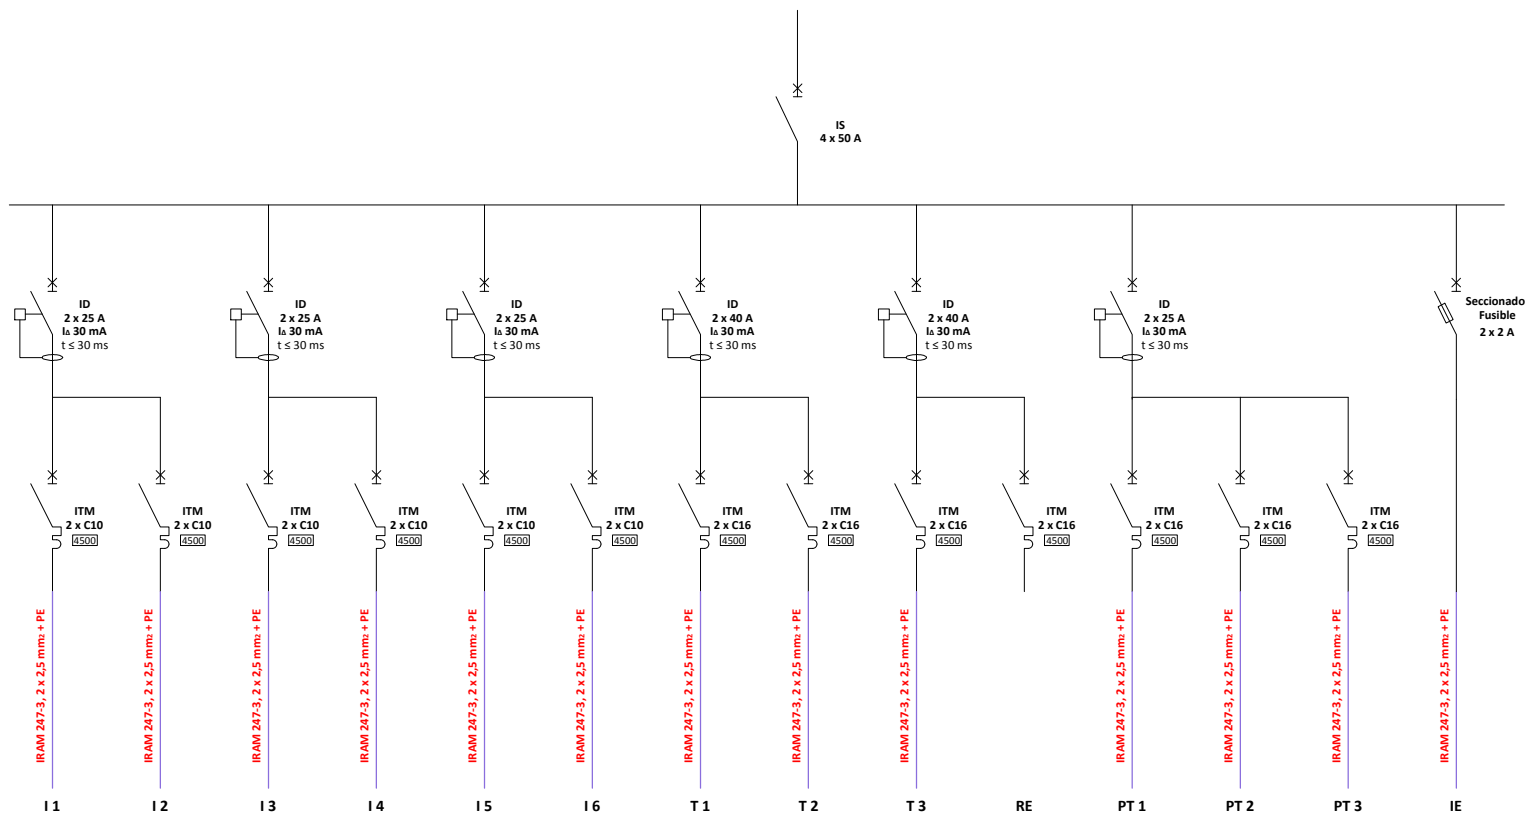 IS
4 x 50 A
ID
2 x 25 A
I∆ 30 mA
t ≤ 30 ms
ID
2 x 25 A
I∆ 30 mA
t ≤ 30 ms
ID
2 x 25 A
I∆ 30 mA
t ≤ 30 ms
ID
2 x 40 A
I∆ 30 mA
t ≤ 30 ms
ID
2 x 40 A
I∆ 30 mA
t ≤ 30 ms
ID
2 x 25 A
I∆ 30 mA
t ≤ 30 ms
Seccionado
Fusible
2 x 2 A
ITM
2 x C10
4500
ITM
2 x C10
4500
ITM
2 x C10
4500
ITM
2 x C10
4500
ITM
2 x C10
4500
ITM
2 x C10
4500
ITM
2 x C16
4500
ITM
2 x C16
4500
ITM
2 x C16
4500
ITM
2 x C16
4500
ITM
2 x C16
4500
ITM
2 x C16
4500
ITM
2 x C16
4500
IRAM 247-3, 2 x 2,5 mm2 + PE
IRAM 247-3, 2 x 2,5 mm2 + PE
IRAM 247-3, 2 x 2,5 mm2 + PE
IRAM 247-3, 2 x 2,5 mm2 + PE
IRAM 247-3, 2 x 2,5 mm2 + PE
IRAM 247-3, 2 x 2,5 mm2 + PE
IRAM 247-3, 2 x 2,5 mm2 + PE
IRAM 247-3, 2 x 2,5 mm2 + PE
IRAM 247-3, 2 x 2,5 mm2 + PE
IRAM 247-3, 2 x 2,5 mm2 + PE
IRAM 247-3, 2 x 2,5 mm2 + PE
IRAM 247-3, 2 x 2,5 mm2 + PE
IRAM 247-3, 2 x 2,5 mm2 + PE
I 1
I 2
I 3
I 4
I 5
I 6
T 1
T 2
T 3
RE
PT 1
PT 2
PT 3
IE